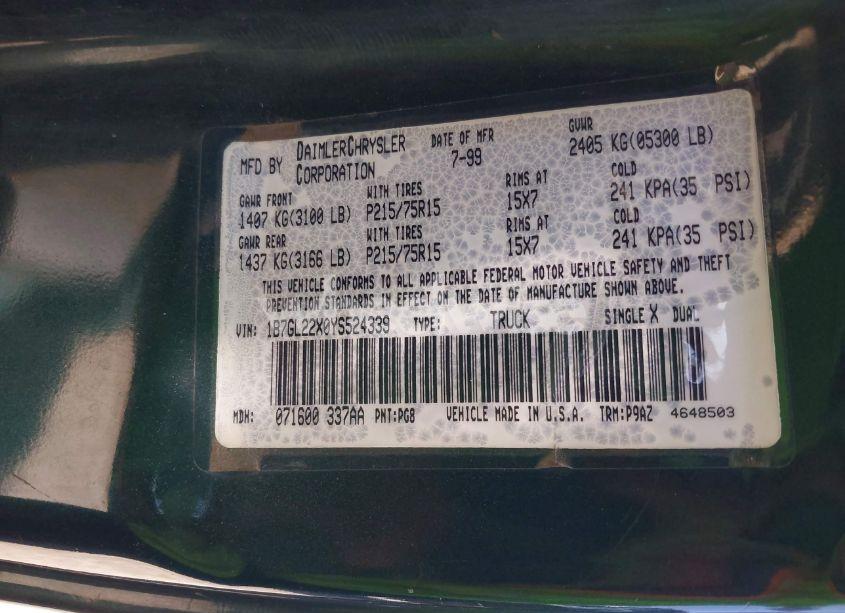 MFD BY DAIMLERCHRYSLER CORPORATION DATE OF MFR 7-99 GVWR 2405 KG(05300 LB)
GAWR FRONT WITH TIRES RIMS AT COLD
1407 KG(3100 LB) P215/75R15 15X7 241 KPA(35 PSI)
GAWR REAR WITH TIRES RIMS AT COLD
1437 KG(3166 LB) P215/75R15 15X7 241 KPA(35 PSI)
THIS VEHICLE CONFORMS TO ALL APPLICABLE FEDERAL MOTOR VEHICLE SAFETY AND THEFT
PREVENTION STANDARDS IN EFFECT ON THE DATE OF MANUFACTURE SHOWN ABOVE.
VIN: 1B7GL22X0YS524339 TYPE: TRUCK SINGLE X DUAL
MDH: 071600 337AA PNT:PG8 VEHICLE MADE IN U.S.A. TRM:P9AZ 4648503